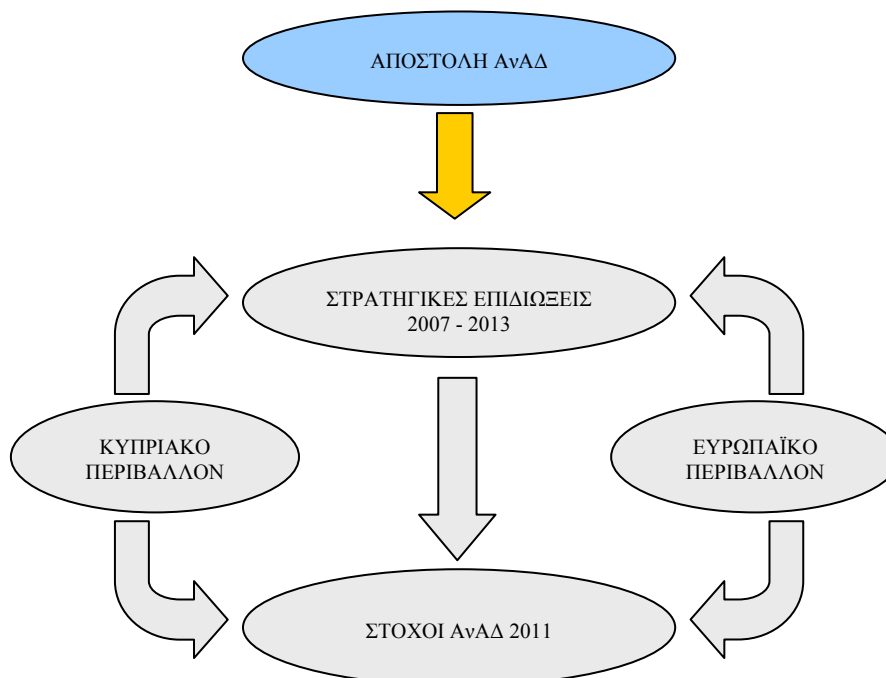 ΑΠΟΣΤΟΛΗ ΑνΑΔ
ΣΤΡΑΤΗΓΙΚΕΣ ΕΠΙΔΙΩΞΕΙΣ
2007 - 2013
ΚΥΠΡΙΑΚΟ
ΠΕΡΙΒΑΛΛΟΝ
ΕΥΡΩΠΑΪΚΟ
ΠΕΡΙΒΑΛΛΟΝ
ΣΤΟΧΟΙ ΑνΑΔ 2011